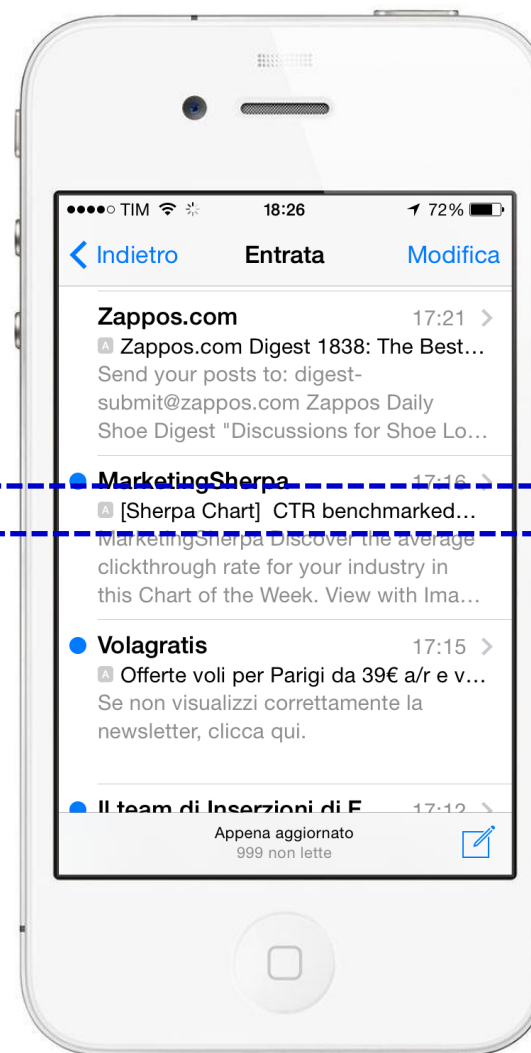 TIM 18:26 72%
Indietro Entrata Modifica
Zappos.com 17:21
A Zappos.com Digest 1838: The Best...
Send your posts to: digest-
submit@zappos.com Zappos Daily
Shoe Digest "Discussions for Shoe Lo...
MarketingSherpa 17:16
A [Sherpa Chart] CTR benchmarked...
MarketingSherpa Discover the average
clickthrough rate for your industry in
this Chart of the Week. View with Ima...
Volagratis 17:15
A Offerte voli per Parigi da 39€ a/r e v...
Se non visualizzi correttamente la
newsletter, clicca qui.
Il team di Inserzioni di F 17:12
Appena aggiornato
999 non lette